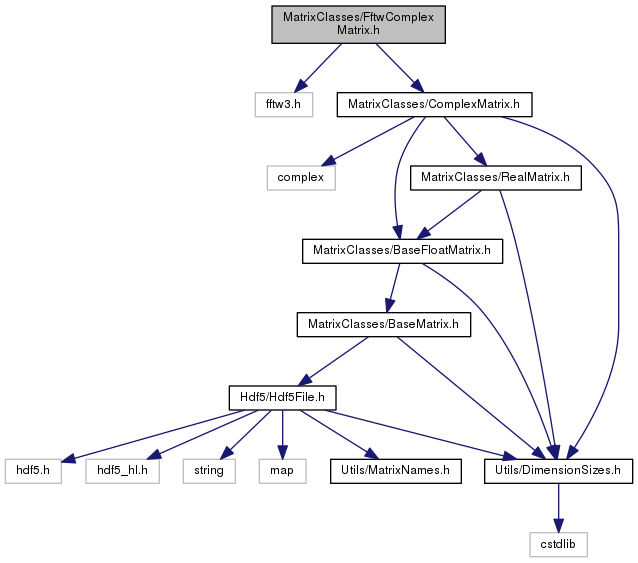 MatrixClasses/FftwComplex
Matrix.h
fftw3.h
MatrixClasses/ComplexMatrix.h
complex
MatrixClasses/RealMatrix.h
MatrixClasses/BaseFloatMatrix.h
MatrixClasses/BaseMatrix.h
Hdf5/Hdf5File.h
hdf5.h
hdf5_hl.h
string
map
Utils/MatrixNames.h
Utils/DimensionSizes.h
cstdlib